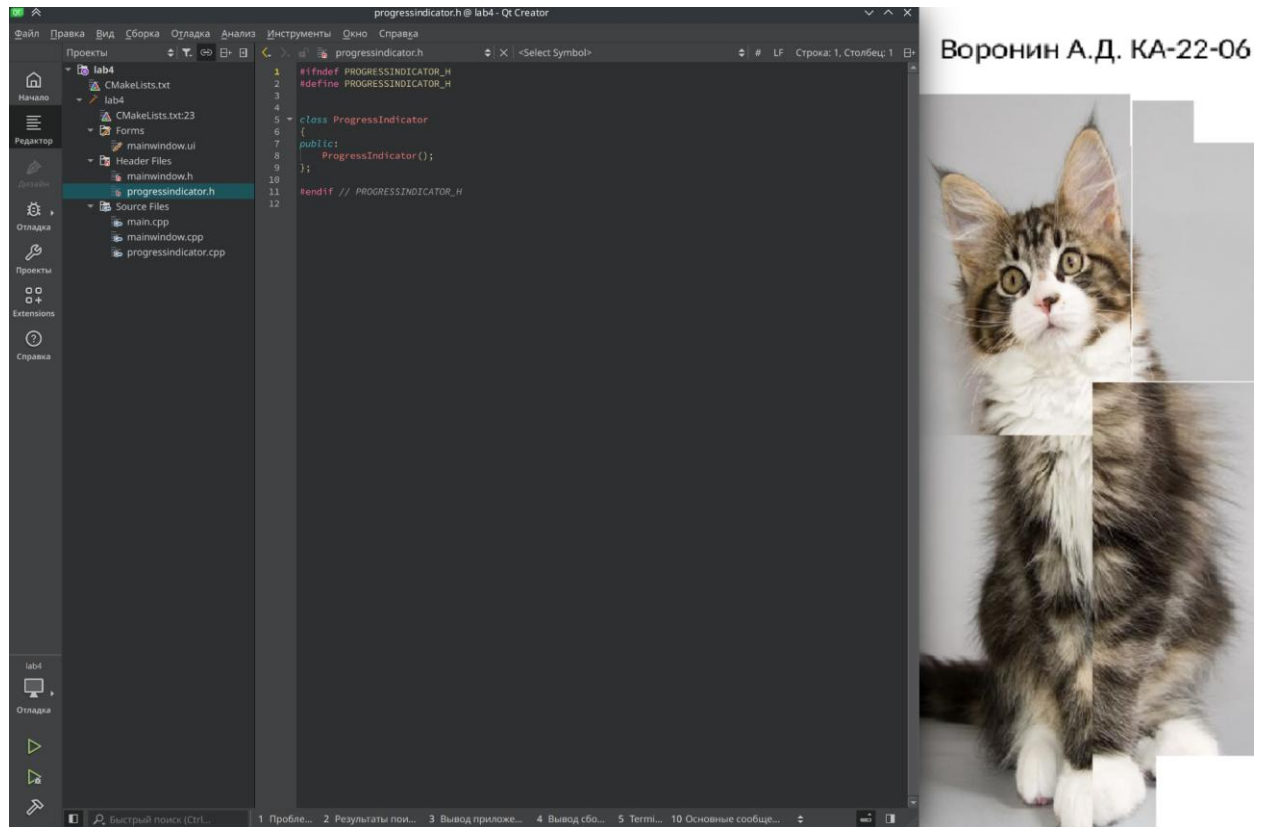 progressindicator.h @ lab4 - Qt Creator
Файл Правка Вид Сборка Отладка Анализ Инструменты Окно Справка
Проекты
progressindicator.h
<Select Symbol>
# LF Строка: 1, Столбец: 1
Начало
Редактор
Дизайн
Отладка
Проекты
Extensions
Справка
lab4
CMakeLists.txt
lab4
CMakeLists.txt:23
Forms
mainwindow.ui
Header Files
mainwindow.h
progressindicator.h
Source Files
main.cpp
mainwindow.cpp
progressindicator.cpp
1 #ifndef PROGRESSINDICATOR_H
2 #define PROGRESSINDICATOR_H
3
4
5 class ProgressIndicator
6 {
7 public:
8 ProgressIndicator();
9 };
10
11 #endif // PROGRESSINDICATOR_H
12
lab4
Отладка
Быстрый поиск (Ctrl...
1 Пробле... 2 Результаты пои... 3 Вывод приложе... 4 Вывод сбо... 5 Termi... 10 Основные сообще...
Воронин А.Д. КА-22-06